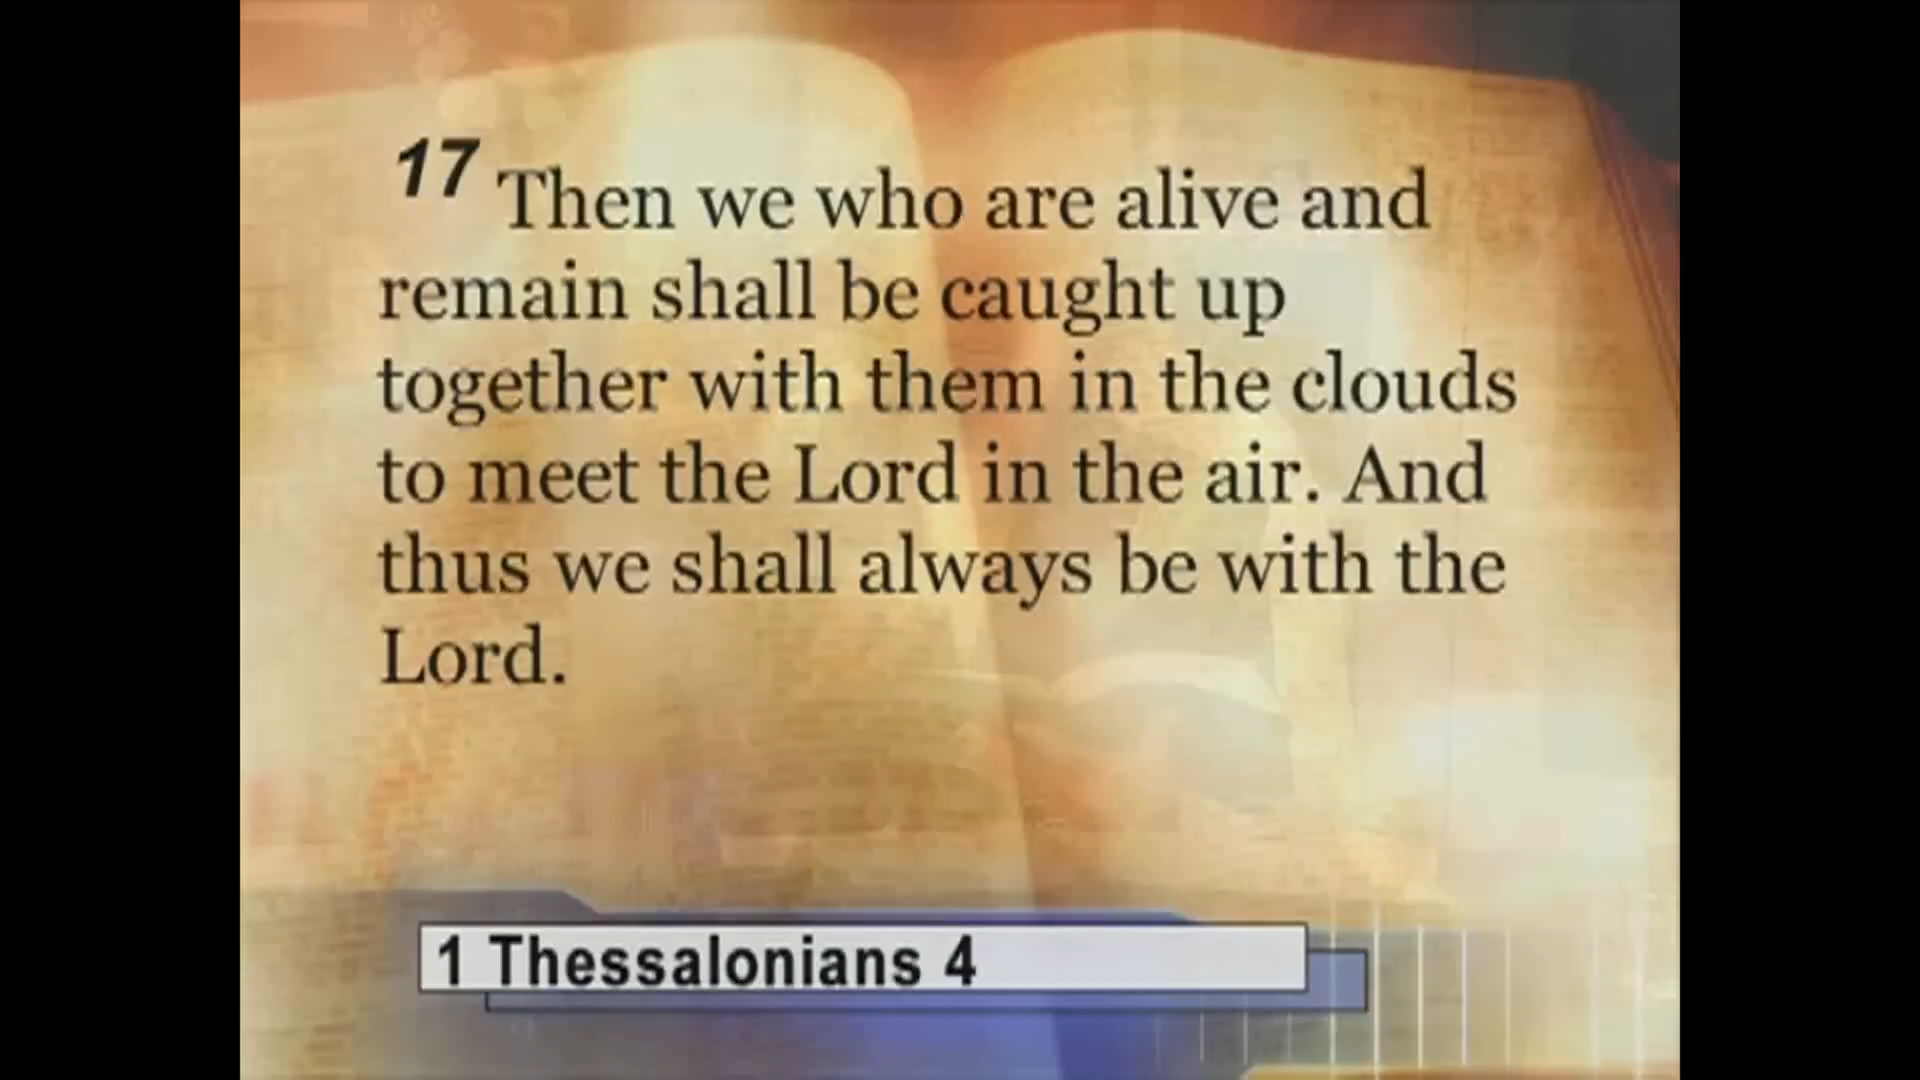 17 Then we who are alive and
remain shall be caught up
together with them in the clouds
to meet the Lord in the air. And
thus we shall always be with the
Lord.
1 Thessalonians 4